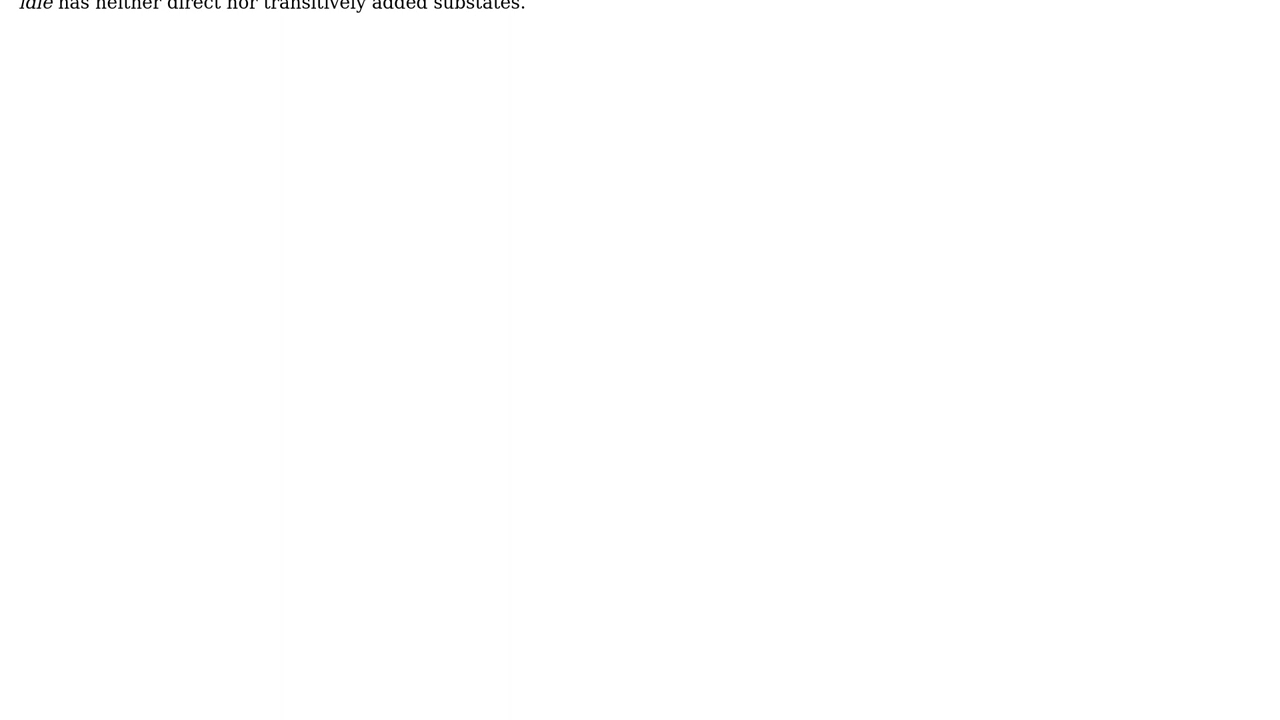 idle has neither direct nor transitively added substates.